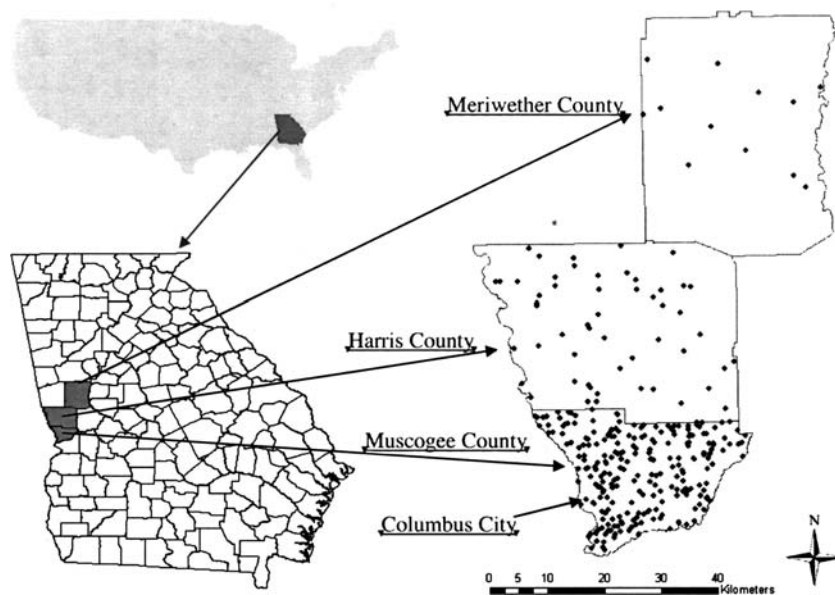 Meriwether County
Harris County
Muscogee County
Columbus City
N
0 5 10 20 30 40
Kilometers